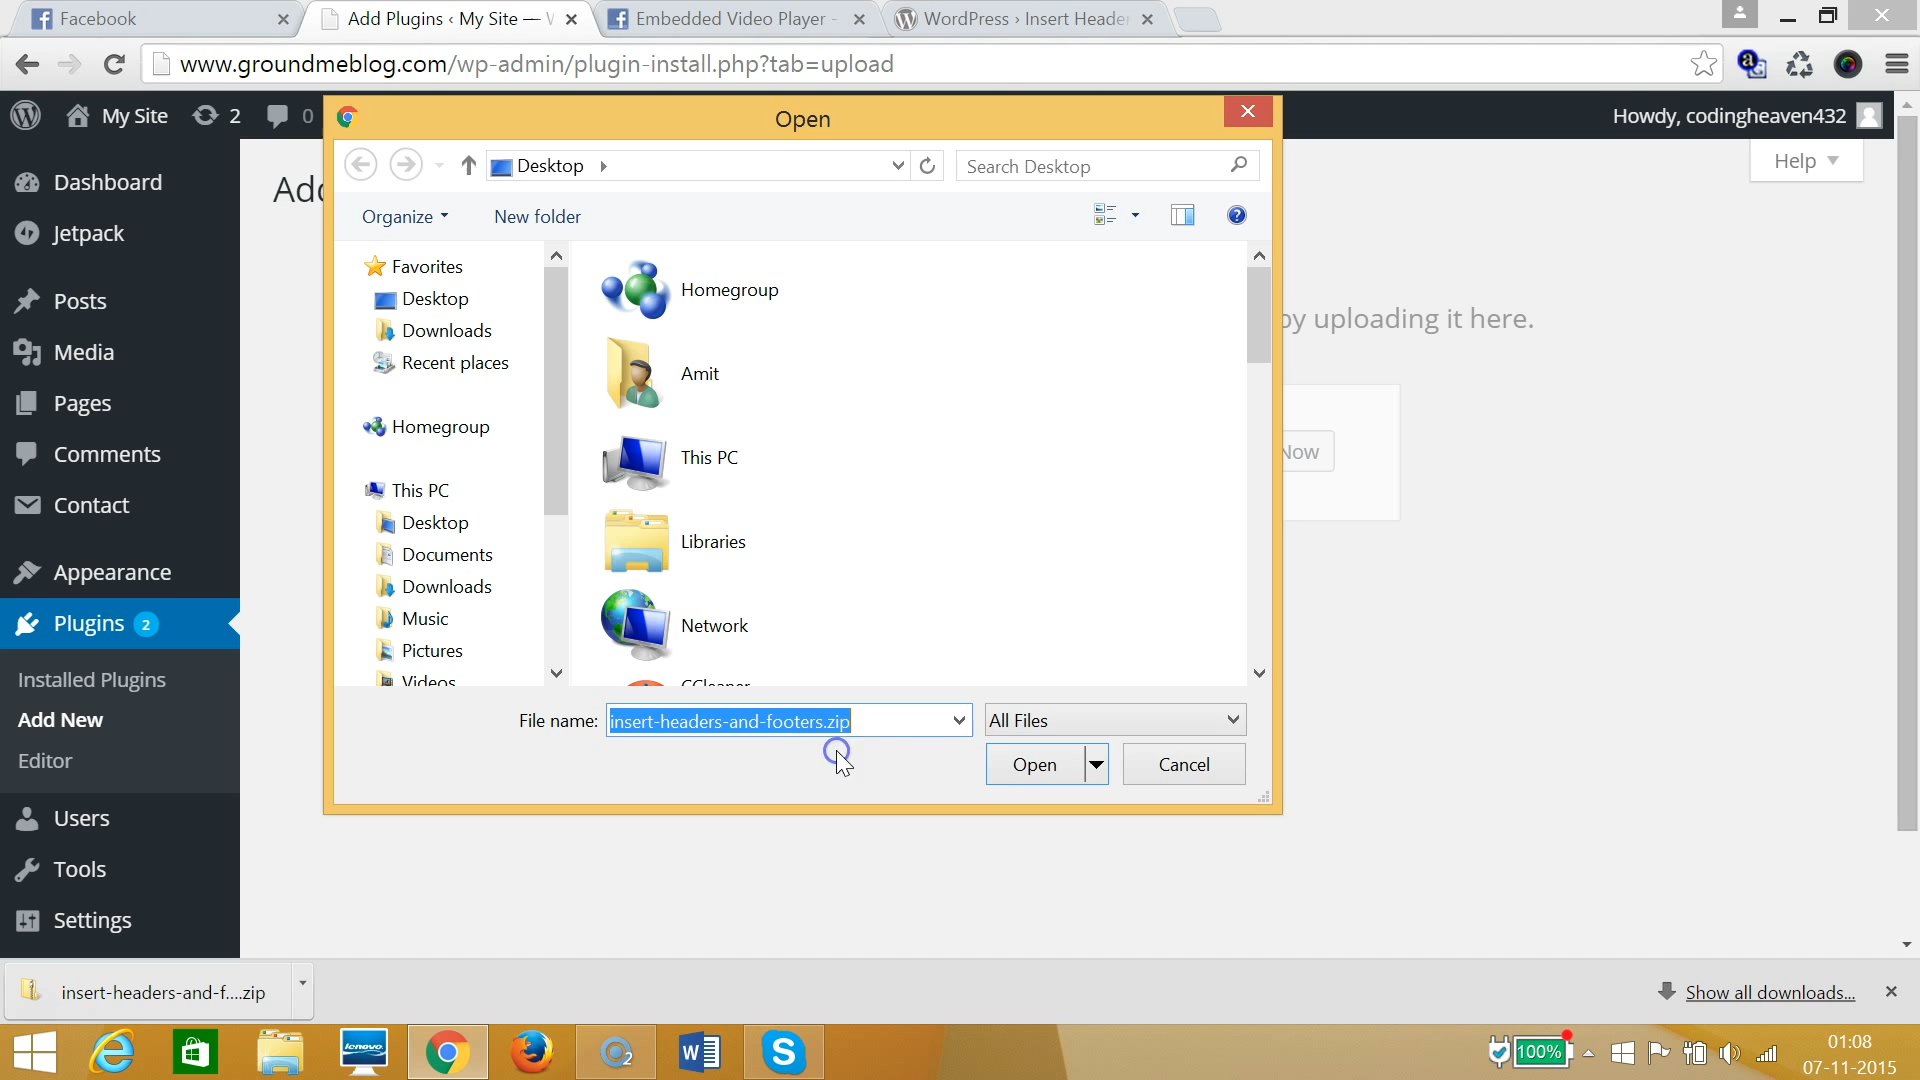 Facebook
Add Plugins ‹ My Site — W
Embedded Video Player -
WordPress › Insert Header
www.groundmeblog.com/wp-admin/plugin-install.php?tab=upload
My Site
2
0
Howdy, codingheaven432
Open
Desktop
Search Desktop
Help
Organize
New folder
Dashboard
Jetpack
Posts
Media
Pages
Comments
Contact
Appearance
Plugins 2
Installed Plugins
Add New
Editor
Users
Tools
Settings
Add
Favorites
Desktop
Downloads
Recent places
Homegroup
This PC
Desktop
Documents
Downloads
Music
Pictures
Videos
Homegroup
Amit
This PC
Libraries
Network
CCleaner
by uploading it here.
Now
File name:
insert-headers-and-footers.zip
All Files
Open
Cancel
insert-headers-and-f....zip
Show all downloads...
lenovo
2
W
S
100%
01:08
07-11-2015